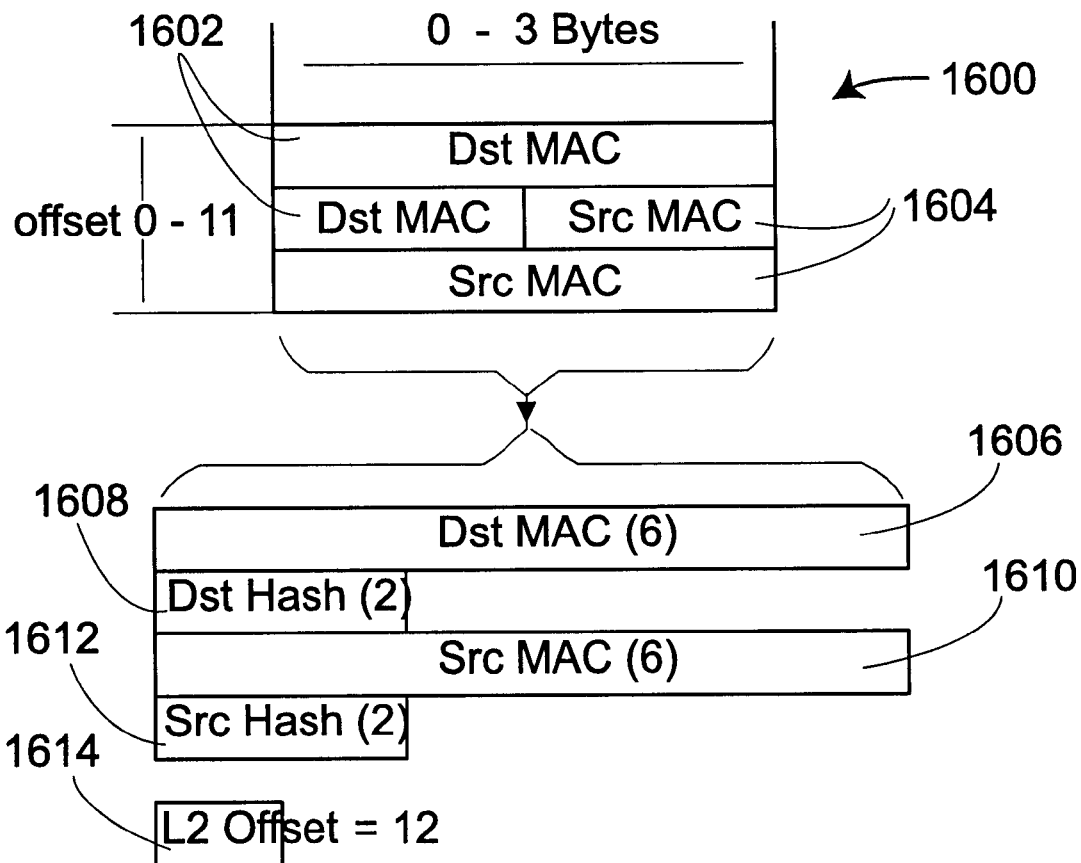 1602
0 - 3 Bytes
1600
Dst MAC
offset 0 - 11
Dst MAC
Src MAC
1604
Src MAC
1606
1608
Dst MAC (6)
1610
Dst Hash (2)
1612
Src MAC (6)
Src Hash (2)
1614
L2 Offset = 12